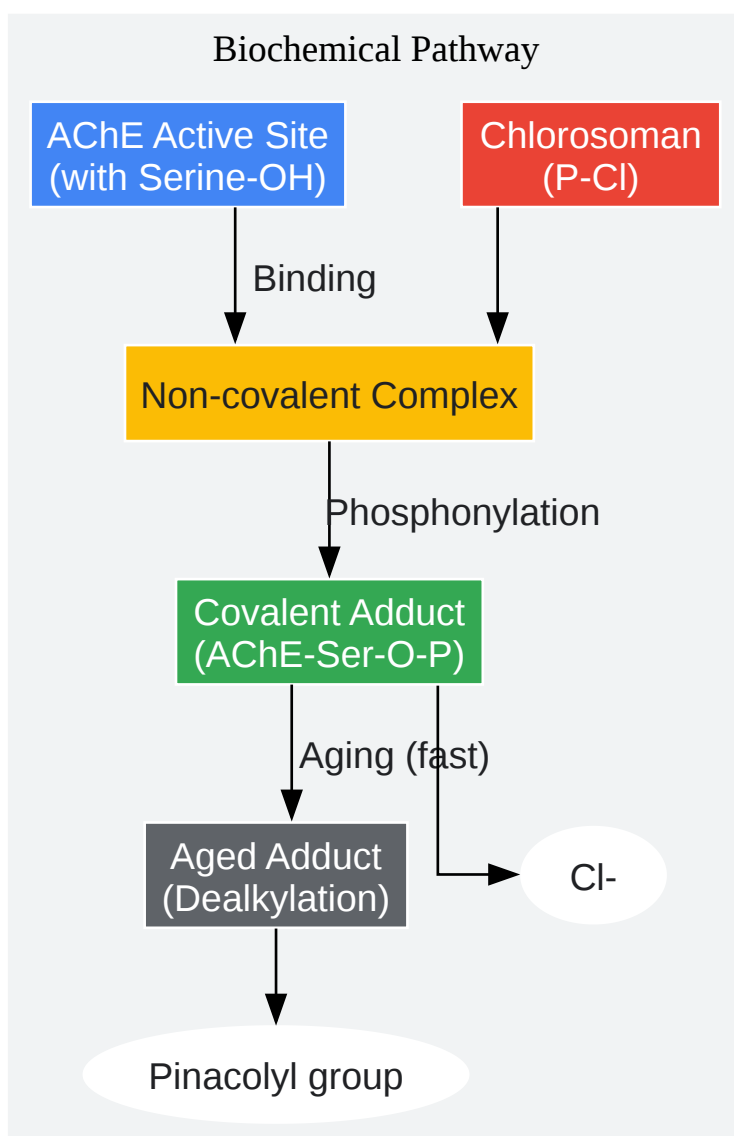 Biochemical Pathway
AChE Active Site
(with Serine-OH)
Chlorosoman
(P-Cl)
Binding
Non-covalent Complex
Phosphonylation
Covalent Adduct
(AChE-Ser-O-P)
Aging (fast)
Aged Adduct
(Dealkylation)
Cl-
Pinacolyl group